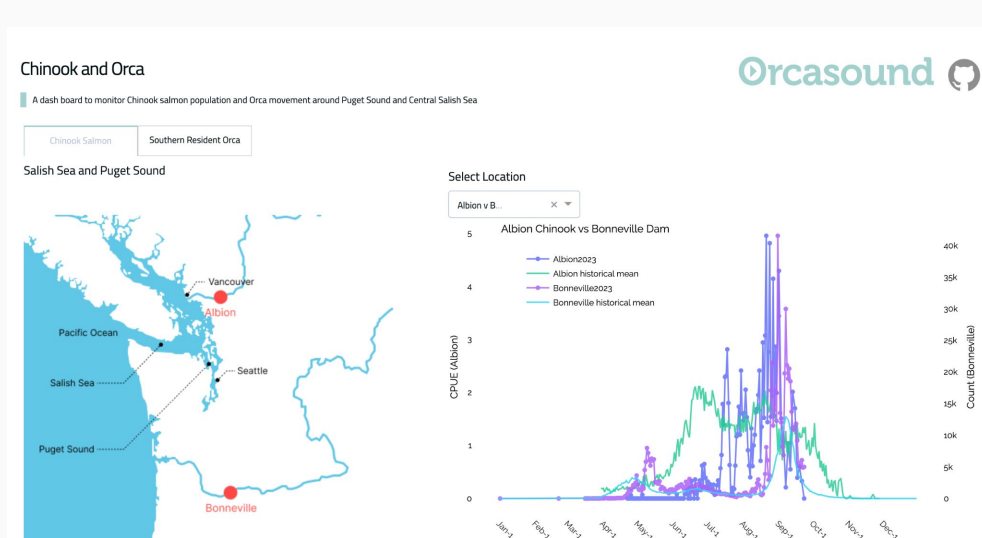 Chinook and Orca
Orcasound
A dash board to monitor Chinook salmon population and Orca movement around Puget Sound and Central Salish Sea
Chinook Salmon
Southern Resident Orca
Salish Sea and Puget Sound
Vancouver
Albion
Pacific Ocean
Salish Sea
Seattle
Puget Sound
Bonneville
Select Location
Albion v B...
Albion Chinook vs Bonneville Dam
Albion2023
Albion historical mean
Bonneville2023
Bonneville historical mean
CPUE (Albion)
5
4
3
2
1
0
Count (Bonneville)
40k
35k
30k
25k
20k
15k
10k
5k
0
Jan-1
Feb-1
Mar-1
Apr-1
May-1
Jun-1
Jul-1
Aug-1
Sep-1
Oct-1
Nov-1
Dec-1